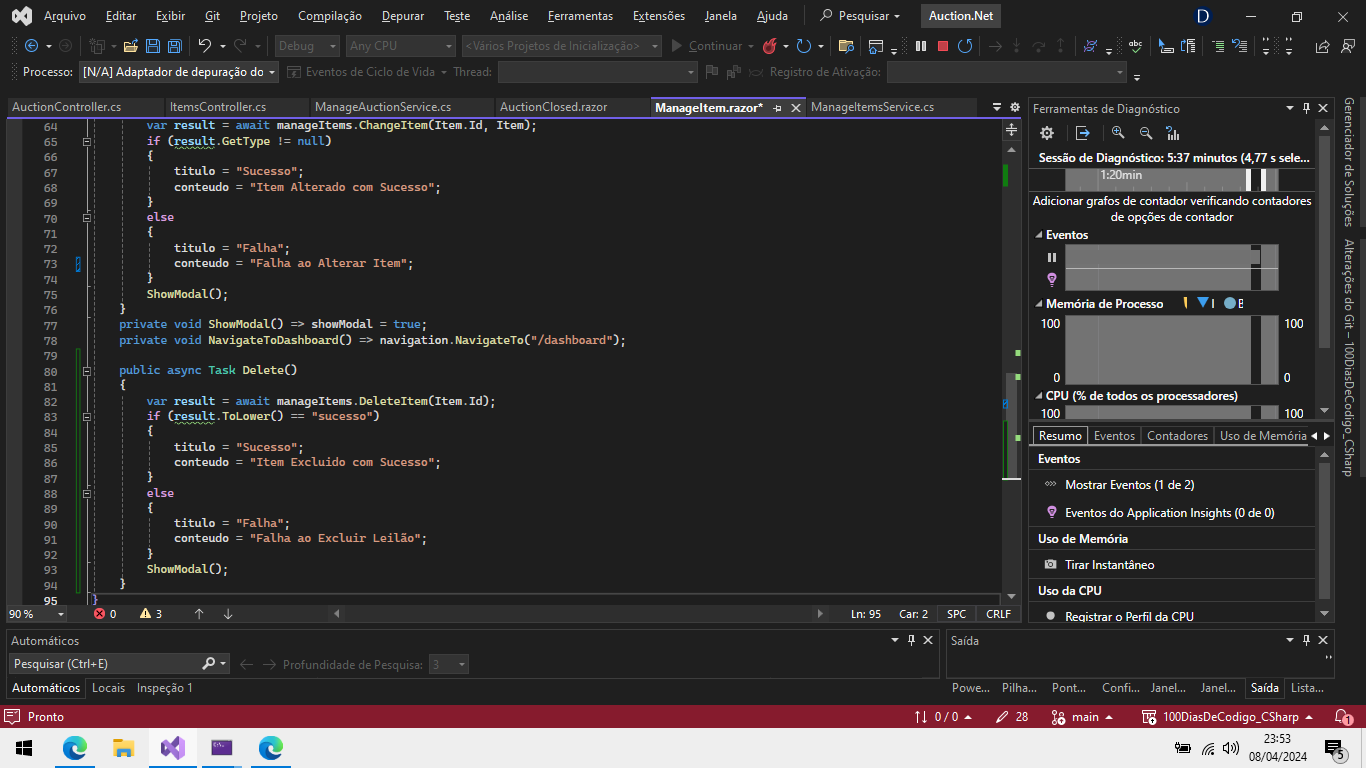 Arquivo Editar Exibir Git Projeto Compilação Depurar Teste Análise Ferramentas Extensões Janela Ajuda Pesquisar Auction.Net D
Debug Any CPU <Vários Projetos de Inicialização> Continuar
Processo: [N/A] Adaptador de depuração do Eventos de Ciclo de Vida Thread: Registro de Ativação:
AuctionController.cs ItemsController.cs ManageAuctionService.cs AuctionClosed.razor ManageItem.razor* ManageItemsService.cs
64 var result = await manageItems.ChangeItem(Item.Id, Item);
65 if (result.GetType != null)
66 {
67 titulo = "Sucesso";
68 conteudo = "Item Alterado com Sucesso";
69 }
70 else
71 {
72 titulo = "Falha";
73 conteudo = "Falha ao Alterar Item";
74 }
75 ShowModal();
76 }
77 private void ShowModal() => showModal = true;
78 private void NavigateToDashboard() => navigation.NavigateTo("/dashboard");
79
80 public async Task Delete()
81 {
82 var result = await manageItems.DeleteItem(Item.Id);
83 if (result.ToLower() == "sucesso")
84 {
85 titulo = "Sucesso";
86 conteudo = "Item Excluido com Sucesso";
87 }
88 else
89 {
90 titulo = "Falha";
91 conteudo = "Falha ao Excluir Leilão";
92 }
93 ShowModal();
94 }
95 }
90 % 0 3 Ln: 95 Car: 2 SPC CRLF
Ferramentas de Diagnóstico
Sessão de Diagnóstico: 5:37 minutos (4,77 s sele...
1:20min
Adicionar grafos de contador verificando contadores
de opções de contador
Eventos
Memória de Processo I B
100 100
0 0
CPU (% de todos os processadores)
100 100
Resumo Eventos Contadores Uso de Memória
Eventos
Mostrar Eventos (1 de 2)
Eventos do Application Insights (0 de 0)
Uso de Memória
Tirar Instantâneo
Uso da CPU
Registrar o Perfil da CPU
Gerenciador de Soluções
Alterações do Git – 100DiasDeCodigo_CSharp
Automáticos
Pesquisar (Ctrl+E) Profundidade de Pesquisa: 3
Automáticos Locais Inspeção 1
Saída
Powe... Pilha... Pont... Confi... Janel... Janel... Saída Lista...
Pronto 0 / 0 28 main 100DiasDeCodigo_CSharp 1
23:53
08/04/2024
5